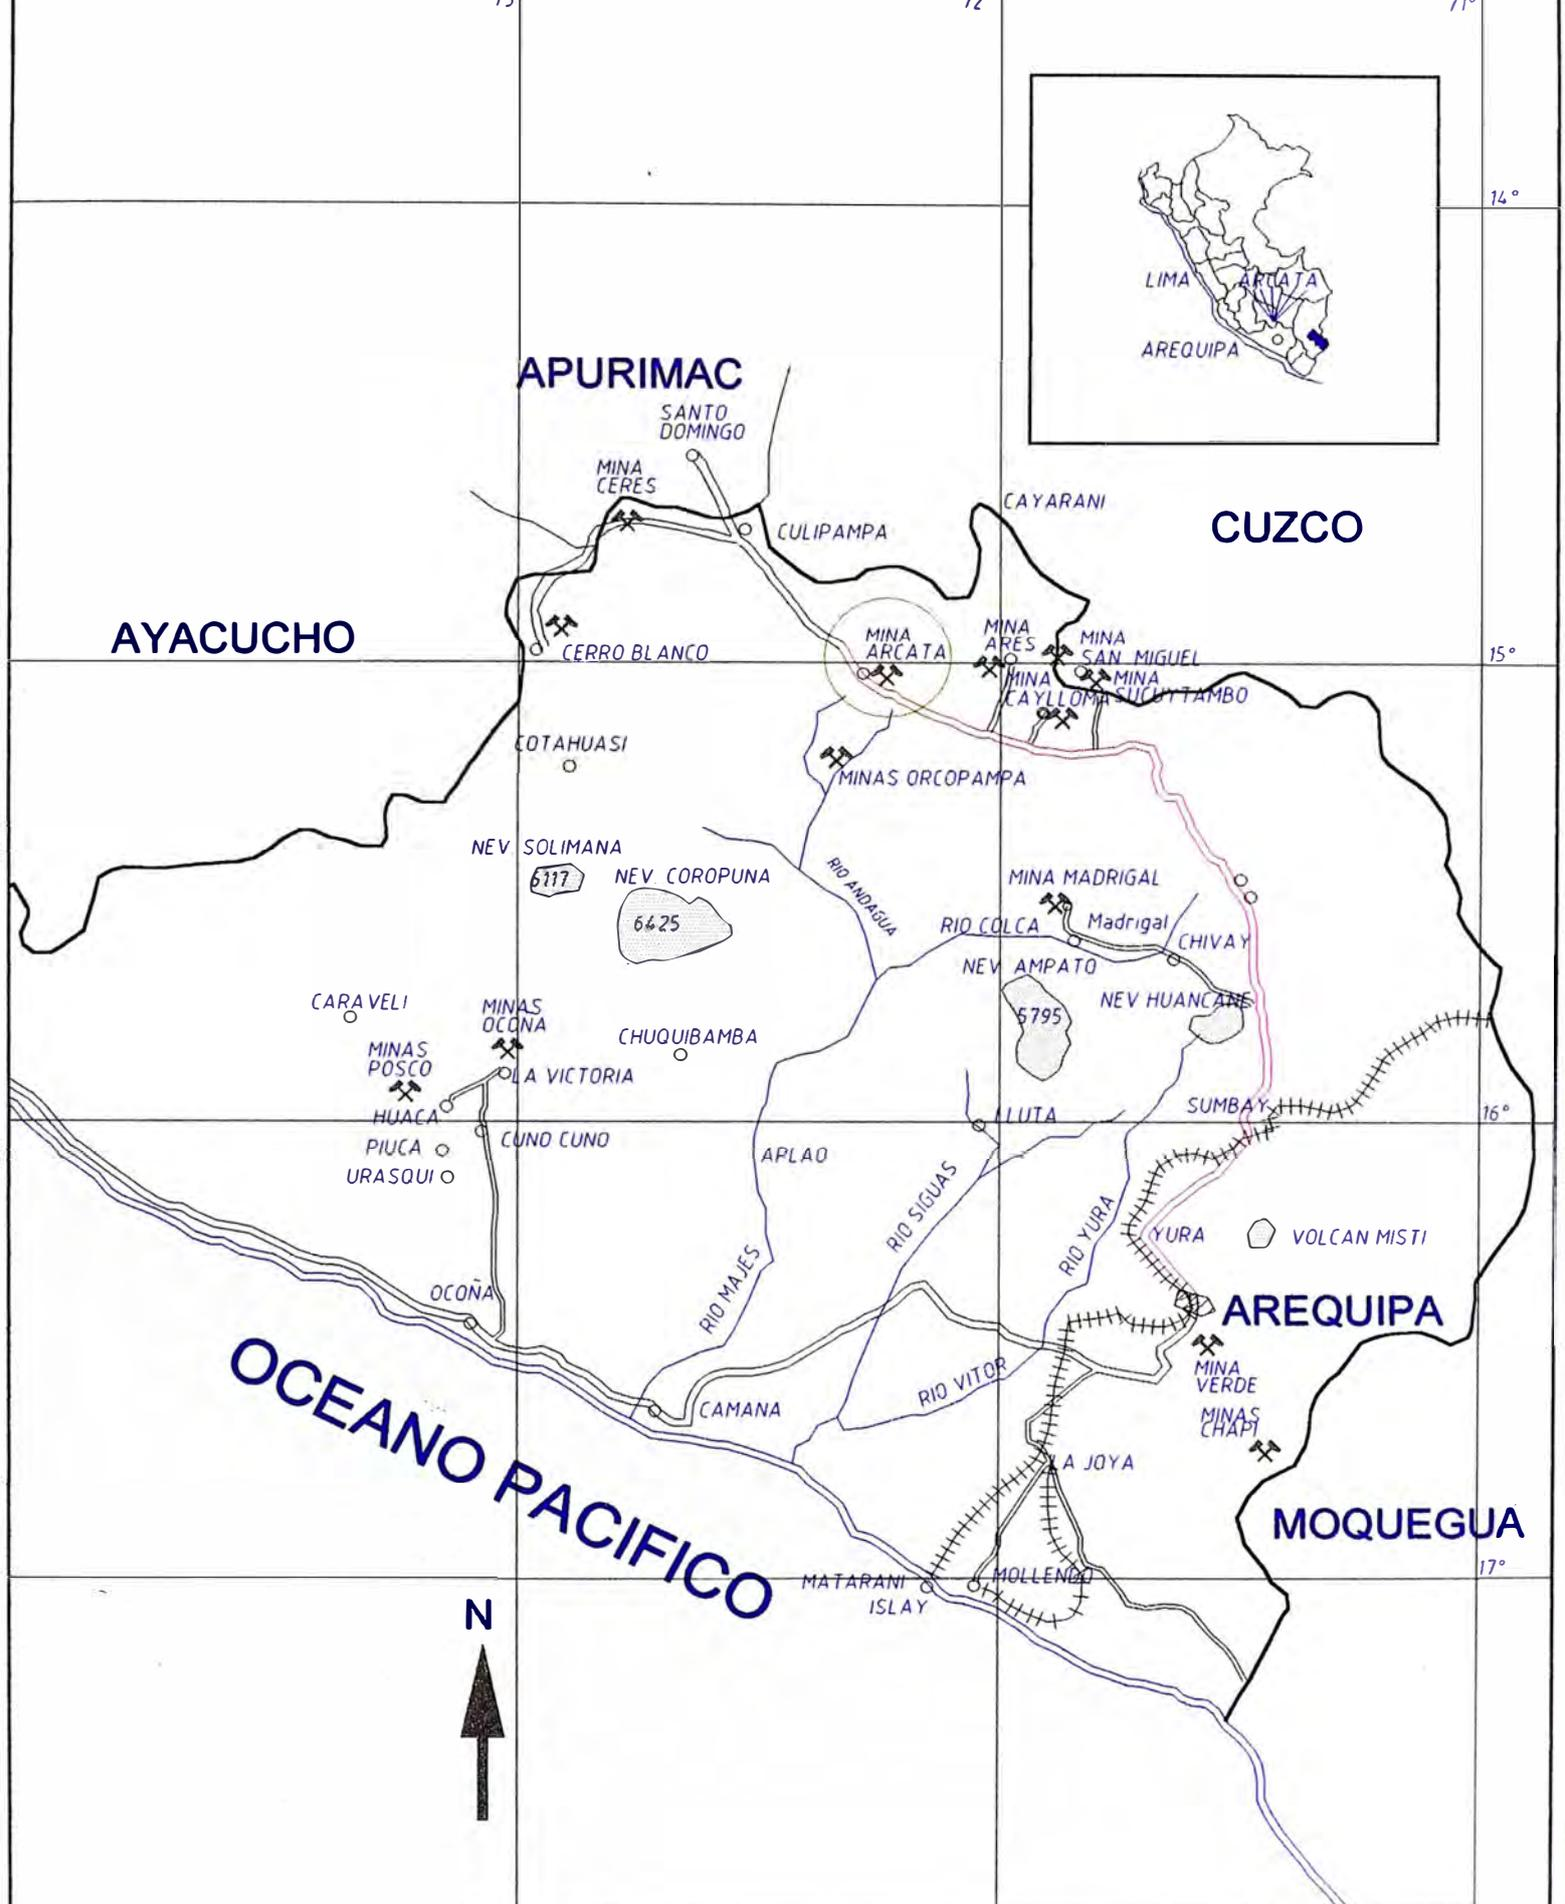 72
71°
14°
LIMA
ARCATA
AREQUIPA
APURIMAC
SANTO
DOMINGO
MINA
CERES
CAYARANI
CULIPAMPA
CUZCO
AYACUCHO
CERRO BLANCO
MINA
ARCATA
MINA
ARES
MINA
SAN MIGUEL
15°
MINA
CAYLLOMA
MINA
SUCUYTAMBO
COTAHUASI
MINAS ORCOPAMPA
NEV SOLIMANA
6117
NEV. COROPUNA
6425
RIO ANDAGUA
MINA MADRIGAL
RIO COLCA
Madrigal
CHIVAY
NEV AMPATO
5795
NEV HUANCANE
CARAVELI
MINAS
OCONA
CHUQUIBAMBA
MINAS
POSCO
LA VICTORIA
HUACA
SUMBAY
16°
LLUTA
PIUCA
CUNO CUNO
URASQUI
APLAO
RIO SIGUAS
RIO YURA
YURA
VOLCAN MISTI
RIO MAJES
OCOÑA
AREQUIPA
OCEANO PACIFICO
RIO VITOR
MINA
VERDE
CAMANA
MINAS
CHAPI
LA JOYA
MOQUEGUA
MATARANI
ISLAY
MOLLENDO
17°
N